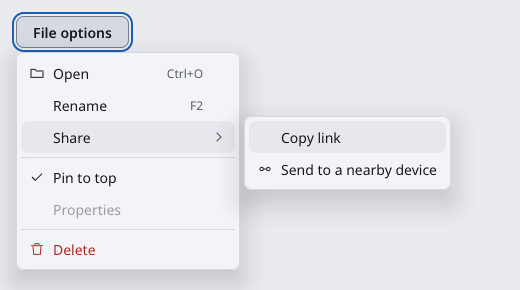 File options
Open Ctrl+O
Rename F2
Share
Copy link
Send to a nearby device
Pin to top
Properties
Delete